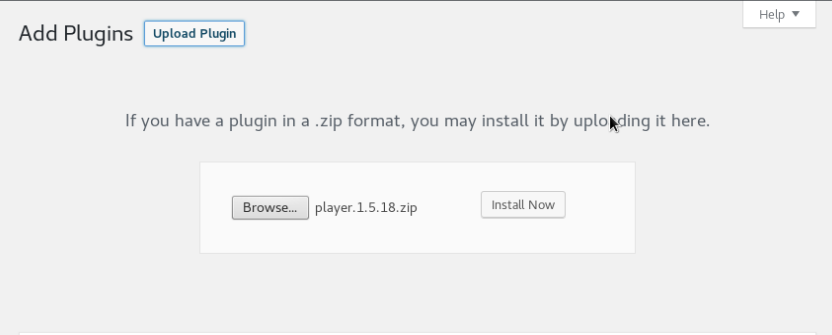 Help
Add Plugins Upload Plugin
If you have a plugin in a .zip format, you may install it by uploading it here.
Browse... player.1.5.18.zip Install Now